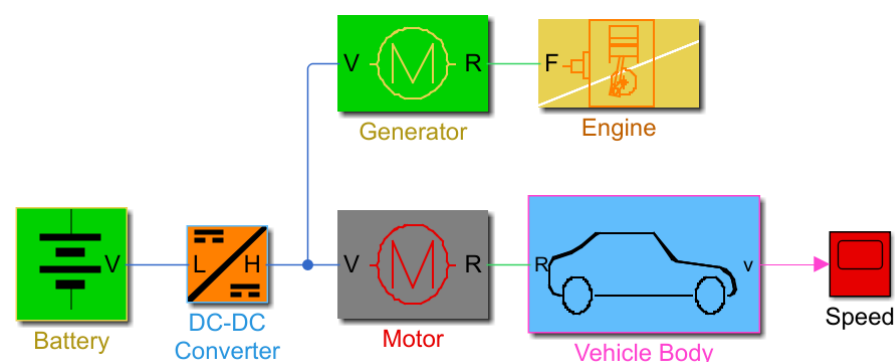 V
R
F
Generator
Engine
V
L
H
V
R
R
v
Battery
DC-DC
Converter
Motor
Vehicle Body
Speed